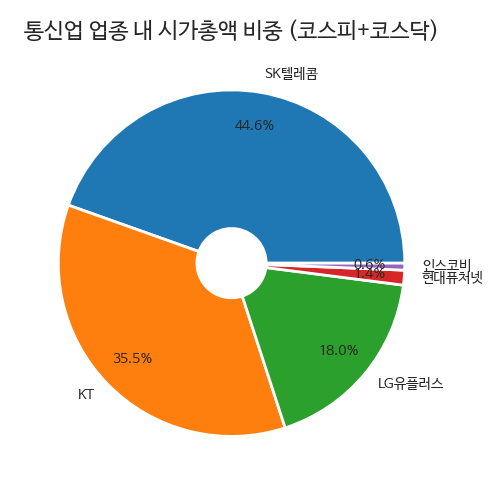 통신업 업종 내 시가총액 비중 (코스피+코스닥)
SK텔레콤
44.6%
0.6%
인스코비
1.4%
현대퓨처넷
18.0%
35.5%
LG유플러스
KT